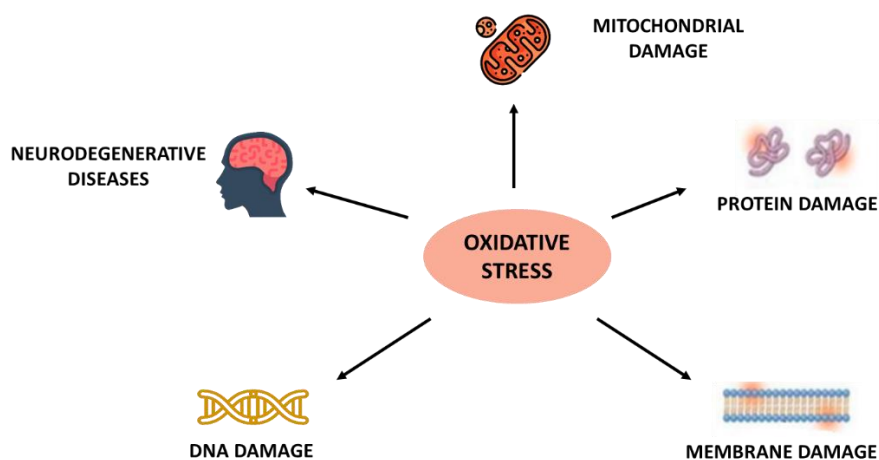 MITOCHONDRIAL
DAMAGE
NEURODEGENERATIVE
DISEASES
PROTEIN DAMAGE
OXIDATIVE
STRESS
DNA DAMAGE
MEMBRANE DAMAGE